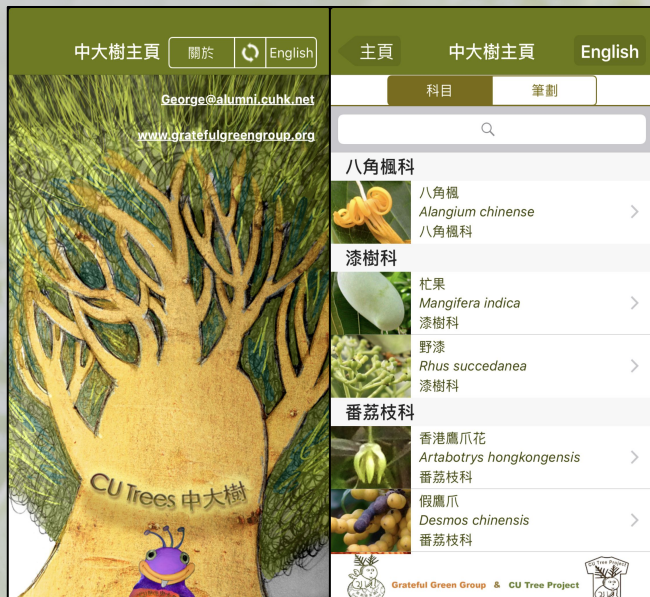 中大樹主頁
關於
English
George@alumni.cuhk.net
www.gratefulgreengroup.org
CU Trees 中大樹
主頁
中大樹主頁
English
科目
筆劃
八角楓科
八角楓
Alangium chinense
八角楓科
漆樹科
杧果
Mangifera indica
漆樹科
野漆
Rhus succedanea
漆樹科
番荔枝科
香港鷹爪花
Artabotrys hongkongensis
番荔枝科
假鷹爪
Desmos chinensis
番荔枝科
Grateful Green Group & CU Tree Project
CU Tree Project